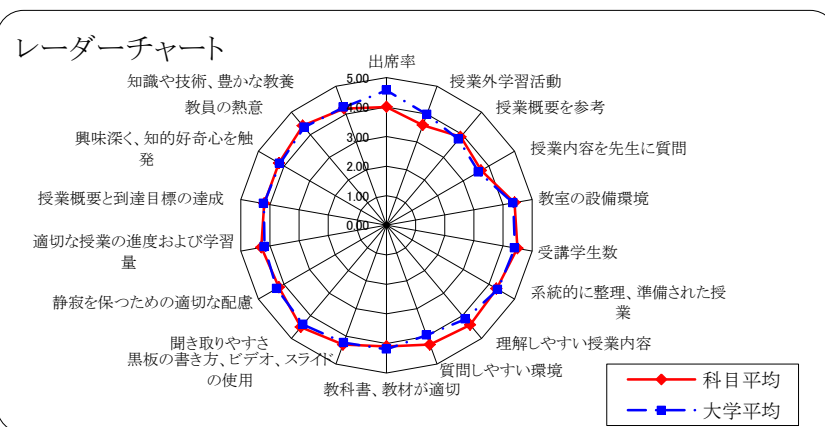 レーダーチャート
出席率
授業外学習活動
授業概要を参考
授業内容を先生に質問
教室の設備環境
受講学生数
系統的に整理、準備された授
業
理解しやすい授業内容
質問しやすい環境
教科書、教材が適切
黒板の書き方、ビデオ、スライド
の使用
聞き取りやすさ
静寂を保つための適切な配慮
適切な授業の進度および学習
量
授業概要と到達目標の達成
興味深く、知的好奇心を触
発
教員の熱意
知識や技術、豊かな教養
5.00
4.00
3.00
2.00
1.00
0.00
科目平均
大学平均